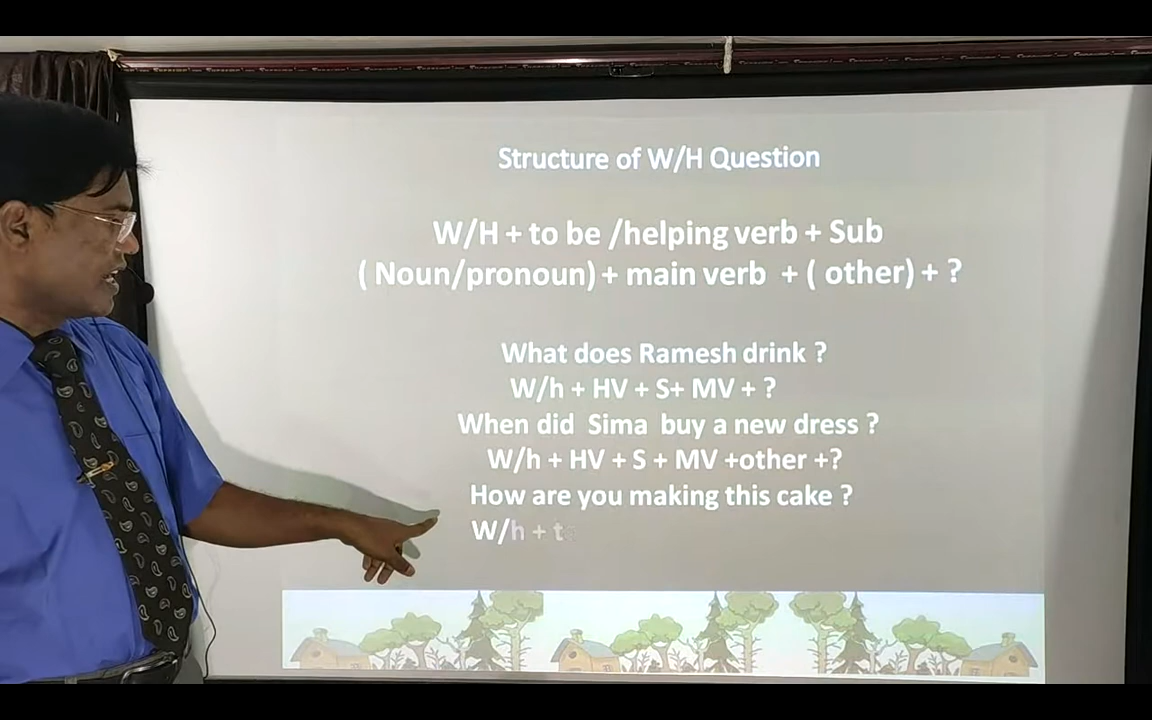 Structure of W/H Question
W/H + to be /helping verb + Sub
( Noun/pronoun) + main verb + ( other) + ?
What does Ramesh drink ?
W/h + HV + S+ MV + ?
When did Sima buy a new dress ?
W/h + HV + S + MV +other +?
How are you making this cake ?
W/h + to